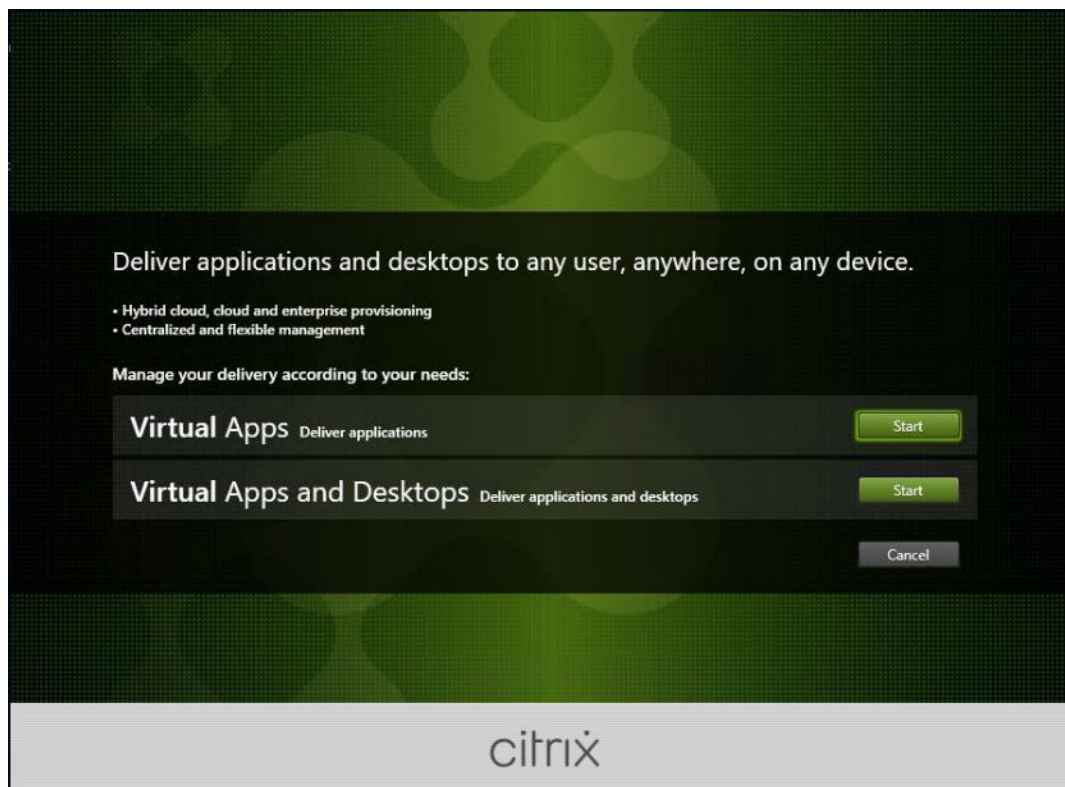 Deliver applications and desktops to any user, anywhere, on any device.
• Hybrid cloud, cloud and enterprise provisioning
• Centralized and flexible management
Manage your delivery according to your needs:
Virtual Apps Deliver applications Start
Virtual Apps and Desktops Deliver applications and desktops Start
Cancel
citrix